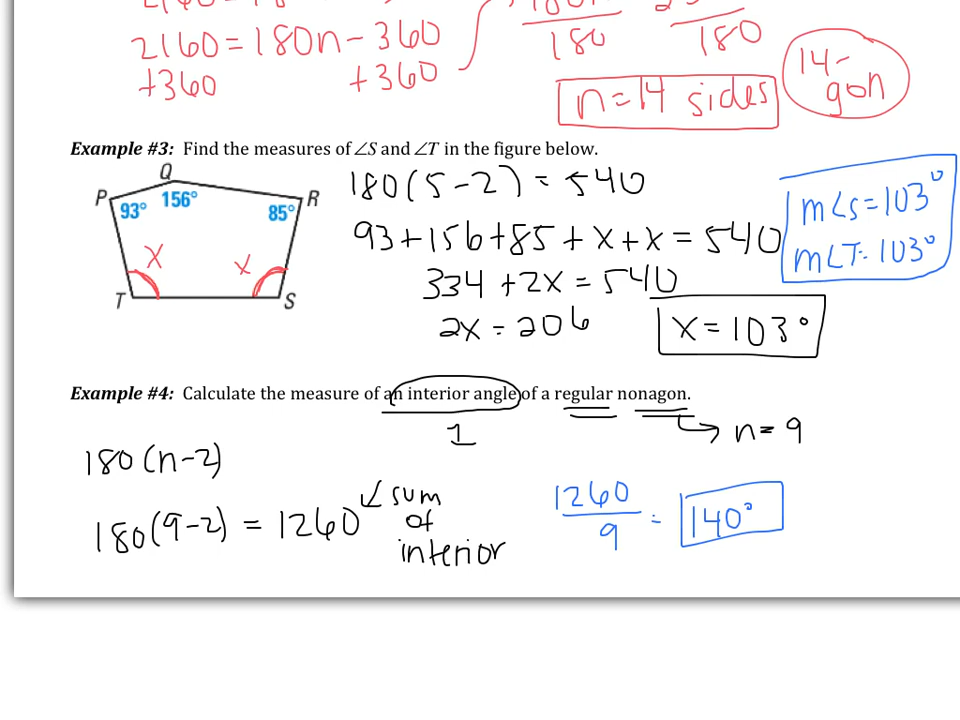 2160 = 180n - 360
+360 +360
180 180
n = 14 sides
14-
gon
Example #3: Find the measures of ∠S and ∠T in the figure below.
P Q R S T
93° 156° 85°
x x
180(5-2) = 540
93+156+85+x+x = 540
334 + 2x = 540
2x = 206
x = 103°
m∠S = 103°
m∠T = 103°
Example #4: Calculate the measure of an interior angle of a regular nonagon.
1
n = 9
180(n-2)
180(9-2) = 1260
sum
of
interior
1260
9
= 140°